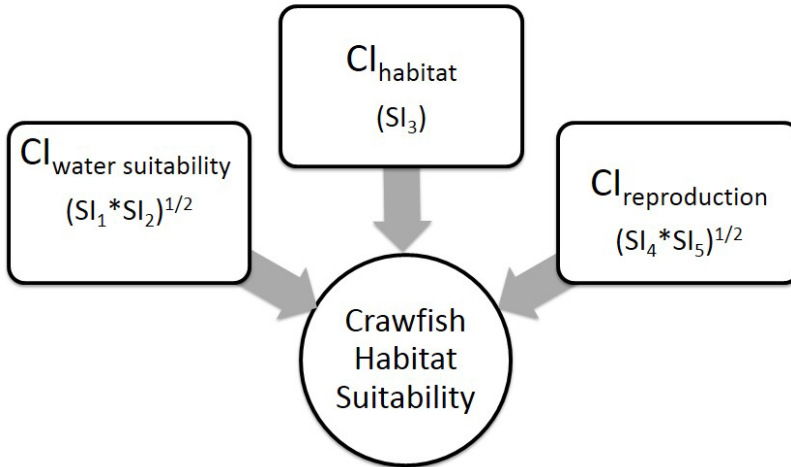 CI_habitat
(SI_3)
CI_water suitability
(SI_1*SI_2)^1/2
CI_reproduction
(SI_4*SI_5)^1/2
Crawfish
Habitat
Suitability